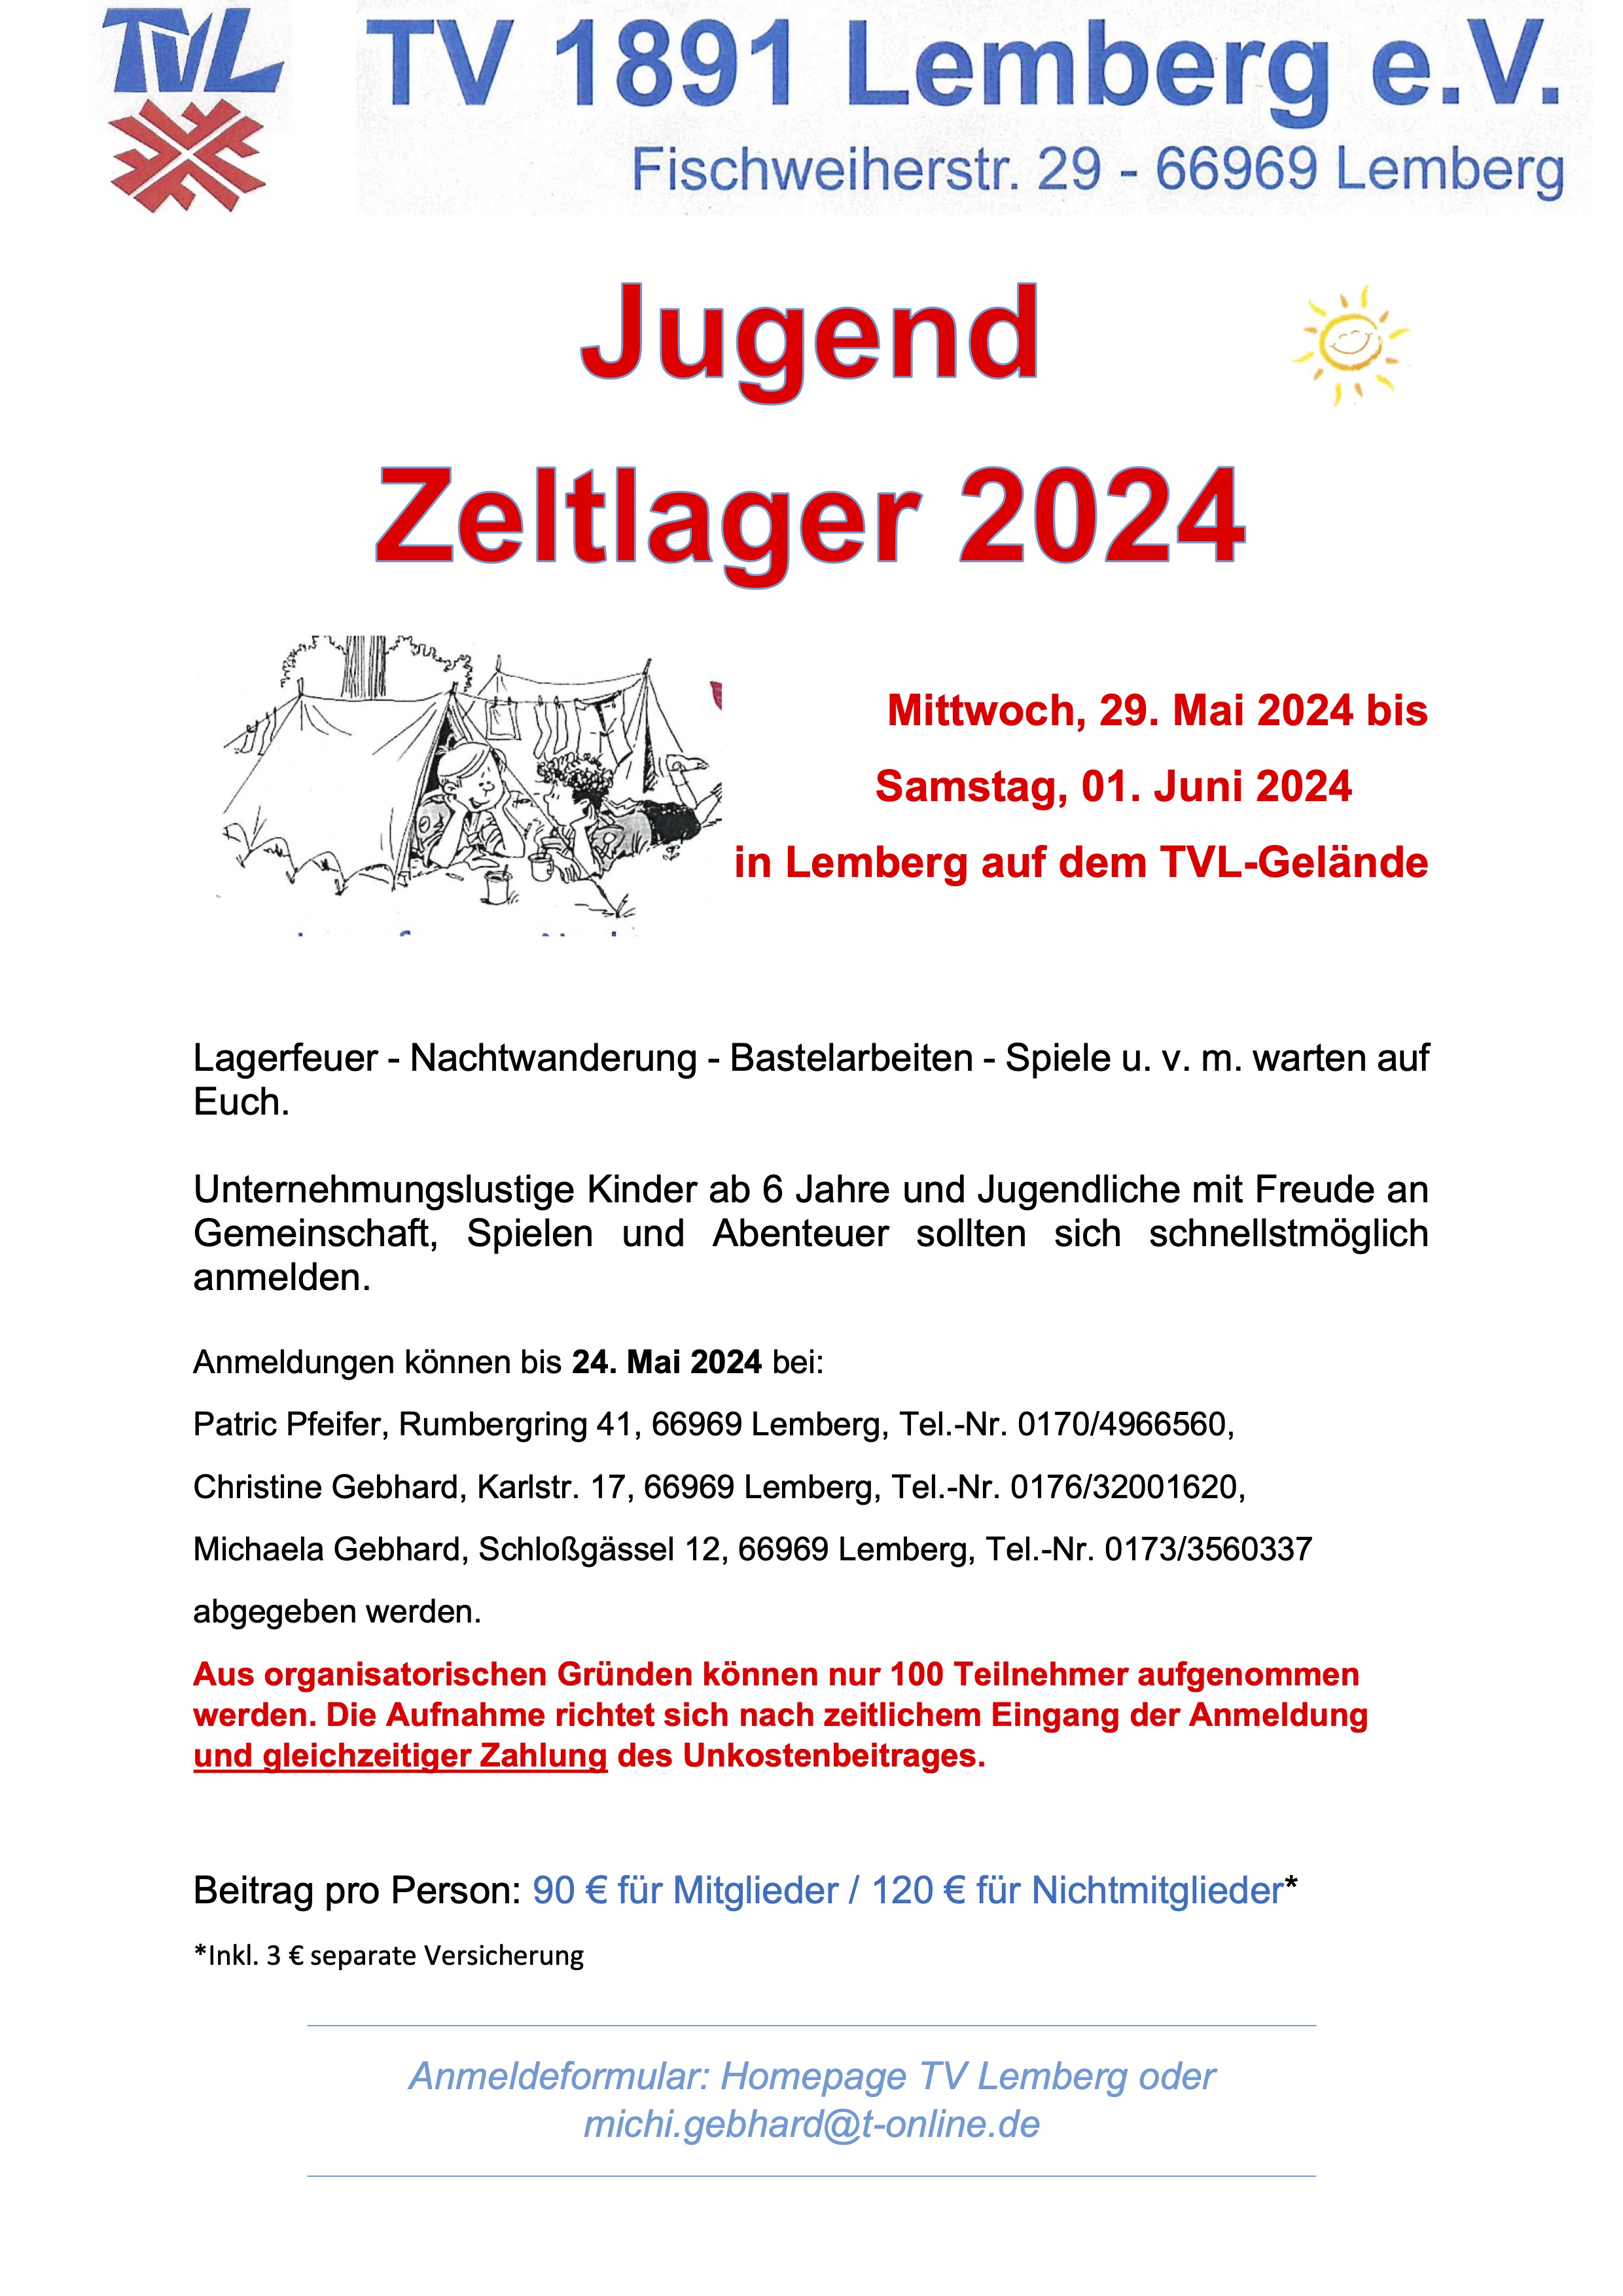 TVL
TV 1891 Lemberg e.V.
Fischweiherstr. 29 - 66969 Lemberg
Jugend
Zeltlager 2024
Mittwoch, 29. Mai 2024 bis
Samstag, 01. Juni 2024
in Lemberg auf dem TVL-Gelände
Lagerfeuer - Nachtwanderung - Bastelarbeiten - Spiele u. v. m. warten auf
Euch.
Unternehmungslustige Kinder ab 6 Jahre und Jugendliche mit Freude an
Gemeinschaft, Spielen und Abenteuer sollten sich schnellstmöglich
anmelden.
Anmeldungen können bis 24. Mai 2024 bei:
Patric Pfeifer, Rumbergring 41, 66969 Lemberg, Tel.-Nr. 0170/4966560,
Christine Gebhard, Karlstr. 17, 66969 Lemberg, Tel.-Nr. 0176/32001620,
Michaela Gebhard, Schloßgässel 12, 66969 Lemberg, Tel.-Nr. 0173/3560337
abgegeben werden.
Aus organisatorischen Gründen können nur 100 Teilnehmer aufgenommen
werden. Die Aufnahme richtet sich nach zeitlichem Eingang der Anmeldung
und gleichzeitiger Zahlung des Unkostenbeitrages.
Beitrag pro Person: 90 € für Mitglieder / 120 € für Nichtmitglieder*
*Inkl. 3 € separate Versicherung
Anmeldeformular: Homepage TV Lemberg oder
michi.gebhard@t-online.de